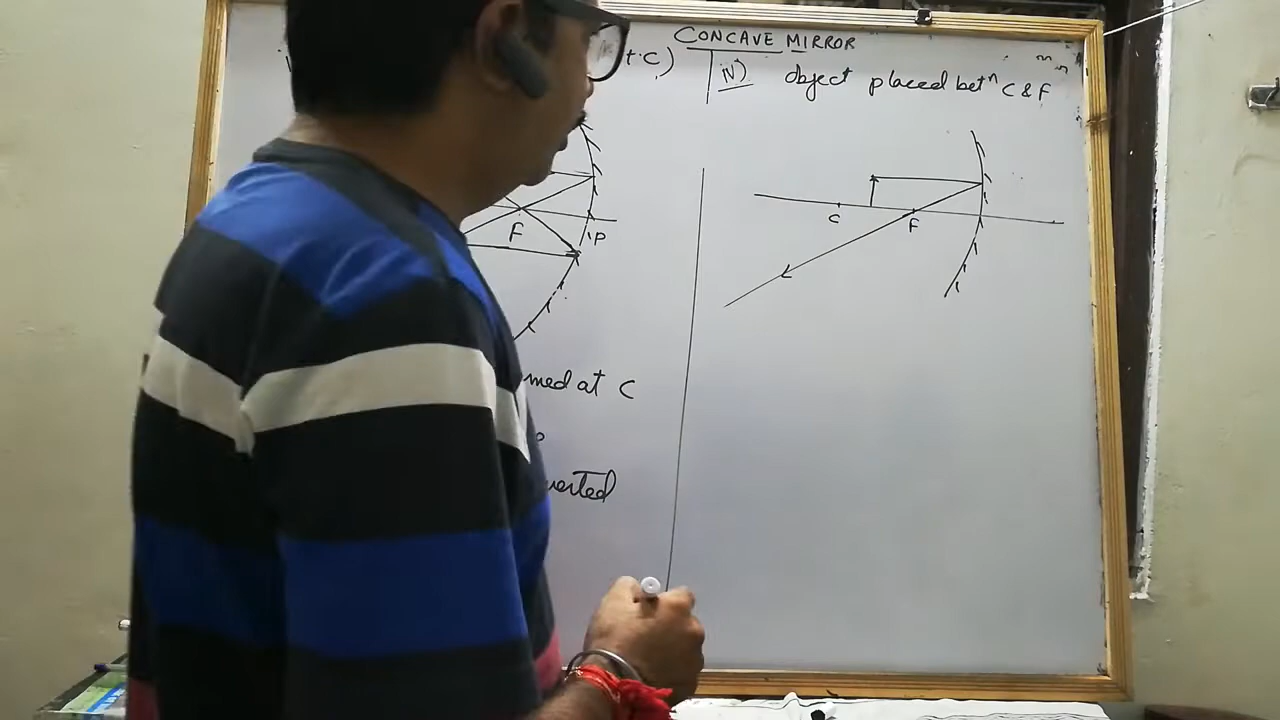 CONCAVE MIRROR
t C)
iv) object placed betⁿ C & F
F
P
C
F
med at C
verted